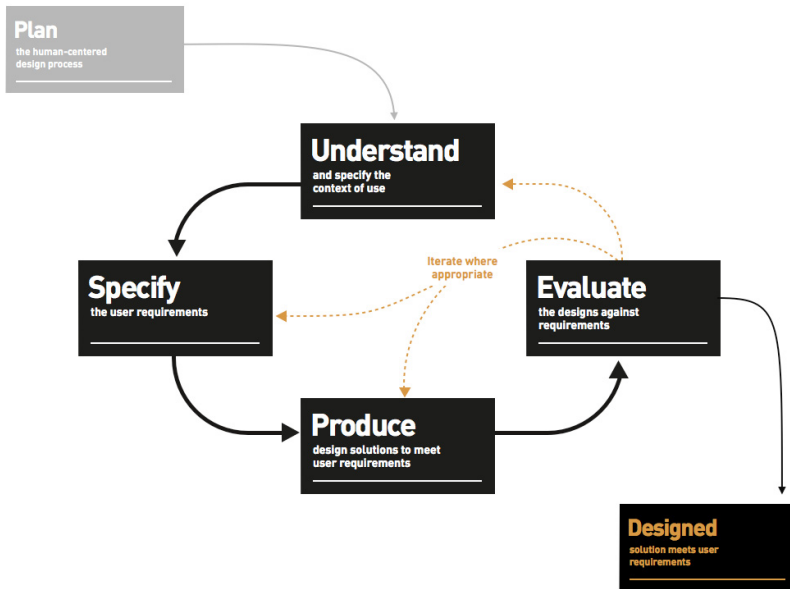 Plan
the human-centered
design process
Understand
and specify the
context of use
Iterate where
appropriate
Specify
the user requirements
Evaluate
the designs against
requirements
Produce
design solutions to meet
user requirements
Designed
solution meets user
requirements